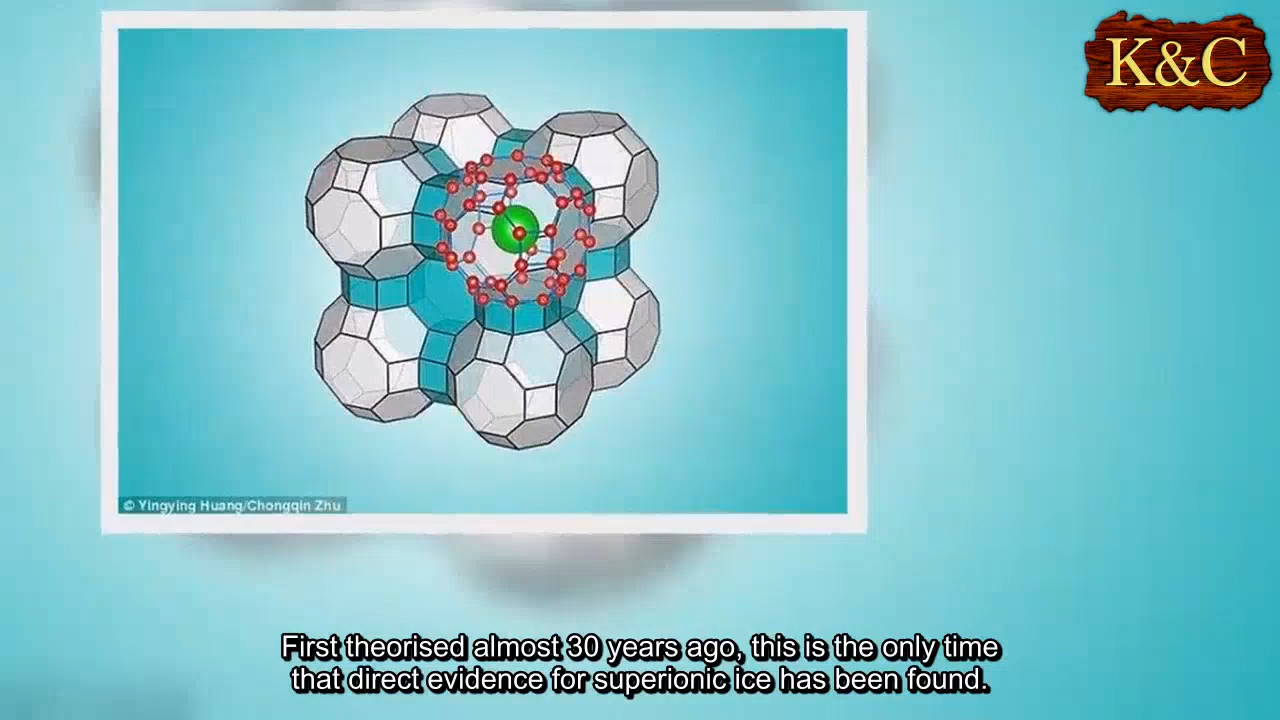 K&C
© Yingying Huang/Chongqin Zhu
First theorised almost 30 years ago, this is the only time
that direct evidence for superionic ice has been found.